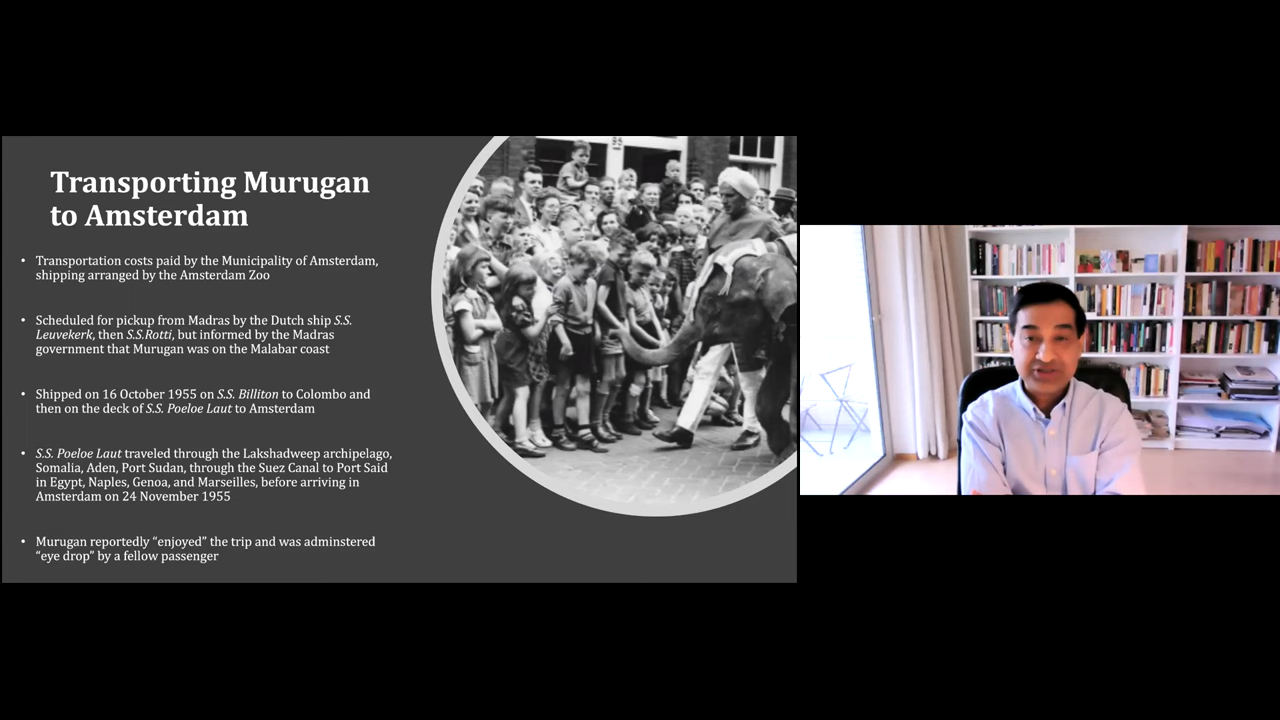 Transporting Murugan
to Amsterdam
• Transportation costs paid by the Municipality of Amsterdam,
shipping arranged by the Amsterdam Zoo
• Scheduled for pickup from Madras by the Dutch ship S.S.
Leuvekerk, then S.S.Rotti, but informed by the Madras
government that Murugan was on the Malabar coast
• Shipped on 16 October 1955 on S.S. Billiton to Colombo and
then on the deck of S.S. Poeloe Laut to Amsterdam
• S.S. Poeloe Laut traveled through the Lakshadweep archipelago,
Somalia, Aden, Port Sudan, through the Suez Canal to Port Said
in Egypt, Naples, Genoa, and Marseilles, before arriving in
Amsterdam on 24 November 1955
• Murugan reportedly “enjoyed” the trip and was adminstered
“eye drop” by a fellow passenger